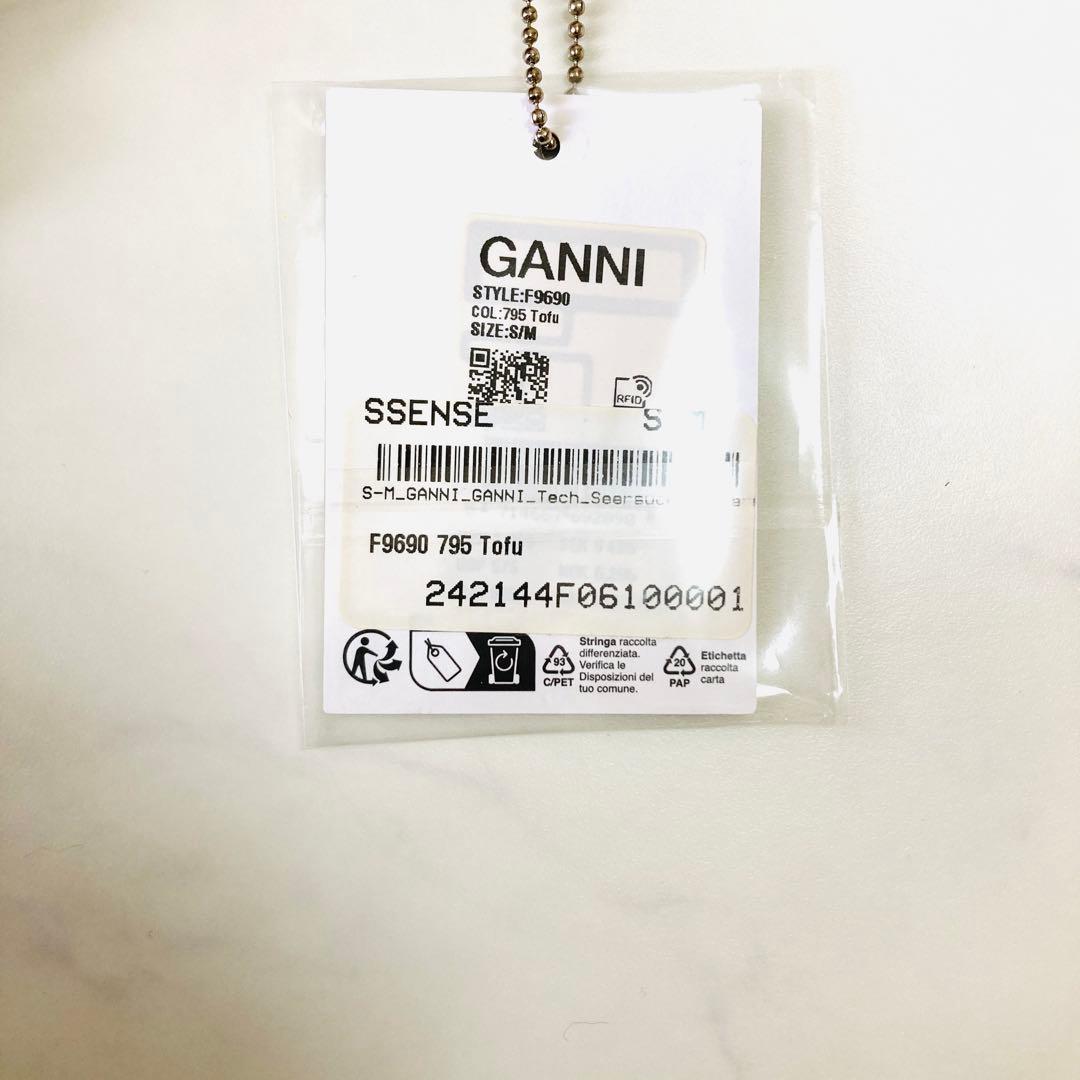 GANNI
STYLE:F9690
COL:795 Tofu
SIZE:S/M
RFID
SSENSE
S-M_GANNI_GANNI_Tech_Seersuc
F9690 795 Tofu
242144F06100001
93
C/PET
Stringa raccolta
differenziata.
Verifica le
Disposizioni del
tuo comune.
20
PAP
Etichetta
raccolta
carta